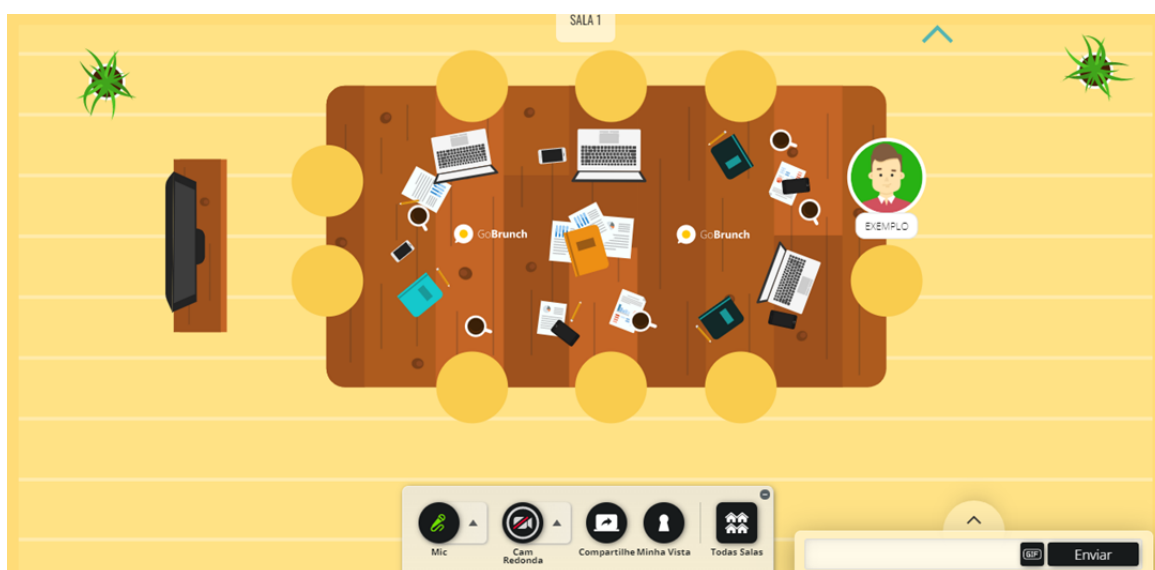 SALA 1
GoBrunch
GoBrunch
EXEMPLO
Mic
Cam
Redonda
Compartilhe
Minha Vista
Todas Salas
GIF
Enviar